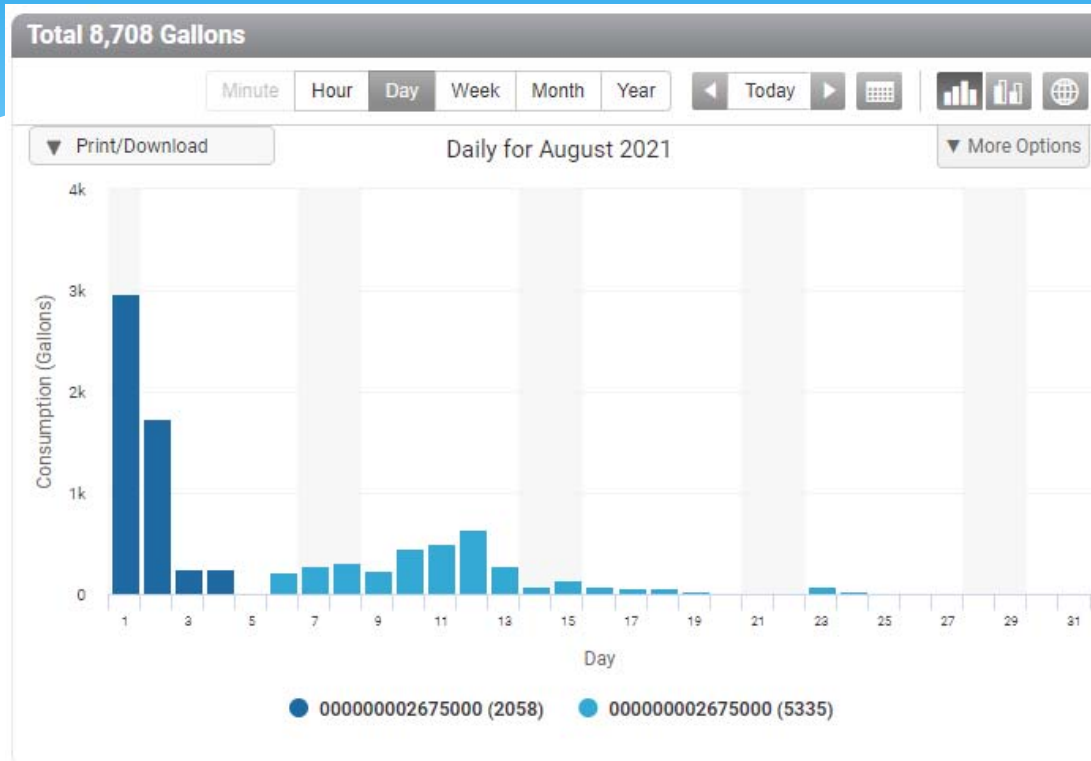 Total 8,708 Gallons
Minute Hour Day Week Month Year Today
Print/Download
Daily for August 2021
More Options
4k
3k
2k
1k
0
Consumption (Gallons)
1 3 5 7 9 11 13 15 17 19 21 23 25 27 29 31
Day
000000002675000 (2058) 000000002675000 (5335)